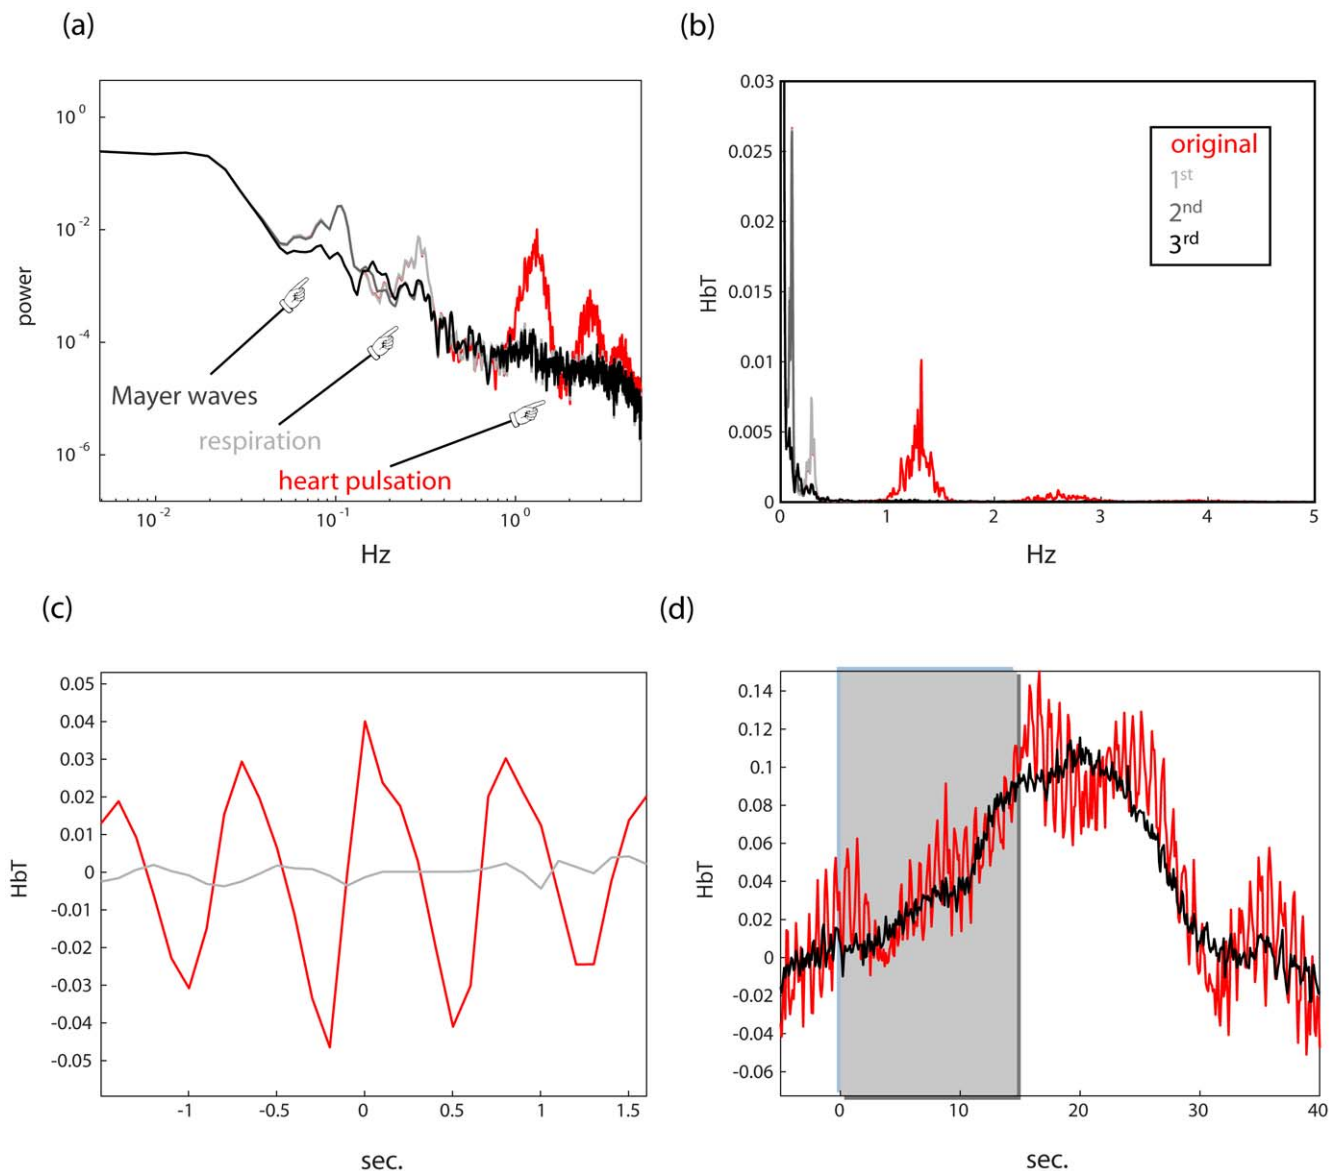 (a)
10⁰
10⁻²
10⁻⁴
10⁻⁶
power
Mayer waves
respiration
heart pulsation
10⁻² 10⁻¹ 10⁰
Hz
(b)
0.03
0.025
0.02
0.015
0.01
0.005
0
HbT
original
1ˢᵗ
2ⁿᵈ
3ʳᵈ
0 1 2 3 4 5
Hz
(c)
0.05
0.04
0.03
0.02
0.01
0
-0.01
-0.02
-0.03
-0.04
-0.05
HbT
-1 -0.5 0 0.5 1 1.5
sec.
(d)
0.14
0.12
0.1
0.08
0.06
0.04
0.02
0
-0.02
-0.04
-0.06
HbT
0 10 20 30 40
sec.